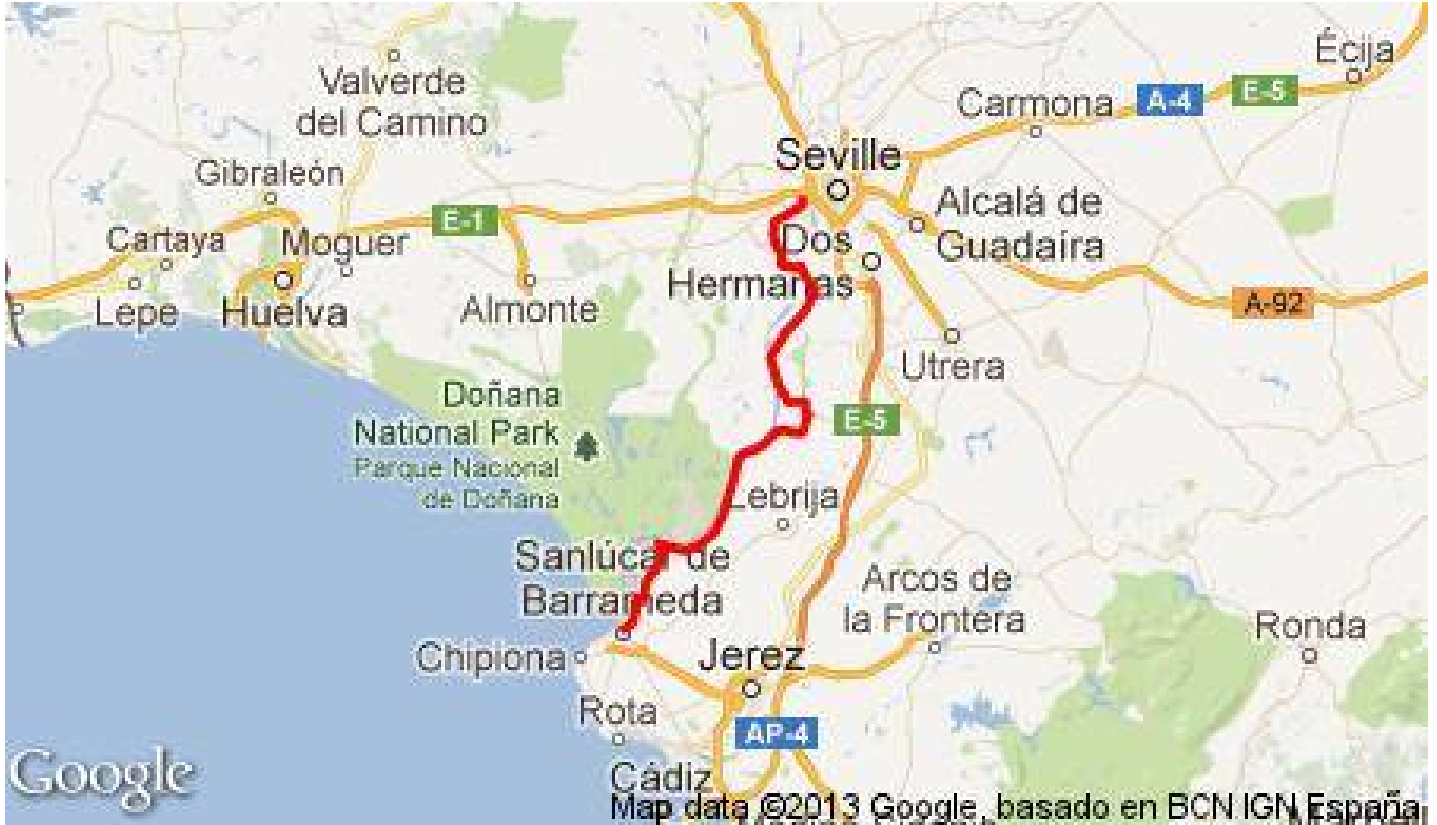 Écija
Valverde
del Camino
Carmona
A-4
E-5
Seville
Gibraleón
Alcalá de
Guadaira
E-1
Cartaya
Moguer
Dos
Hermanas
Lepe
Huelva
Almonte
A-92
Utrera
Doñana
National Park
Parque Nacional
de Doñana
E-5
Lebrija
Sanlúcar de
Barrameda
Arcos de
la Frontera
Ronda
Chipiona
Jerez
Rota
AP-4
Cádiz
Google
Map data ©2013 Google, basado en BCN IGN España